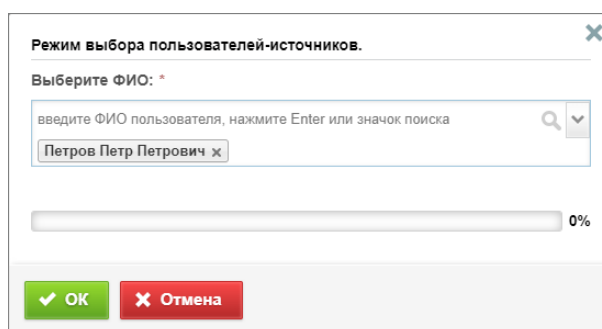 Режим выбора пользователей-источников.
Выберите ФИО: *
введите ФИО пользователя, нажмите Enter или значок поиска
Петров Петр Петрович ×
0%
ОК
Отмена